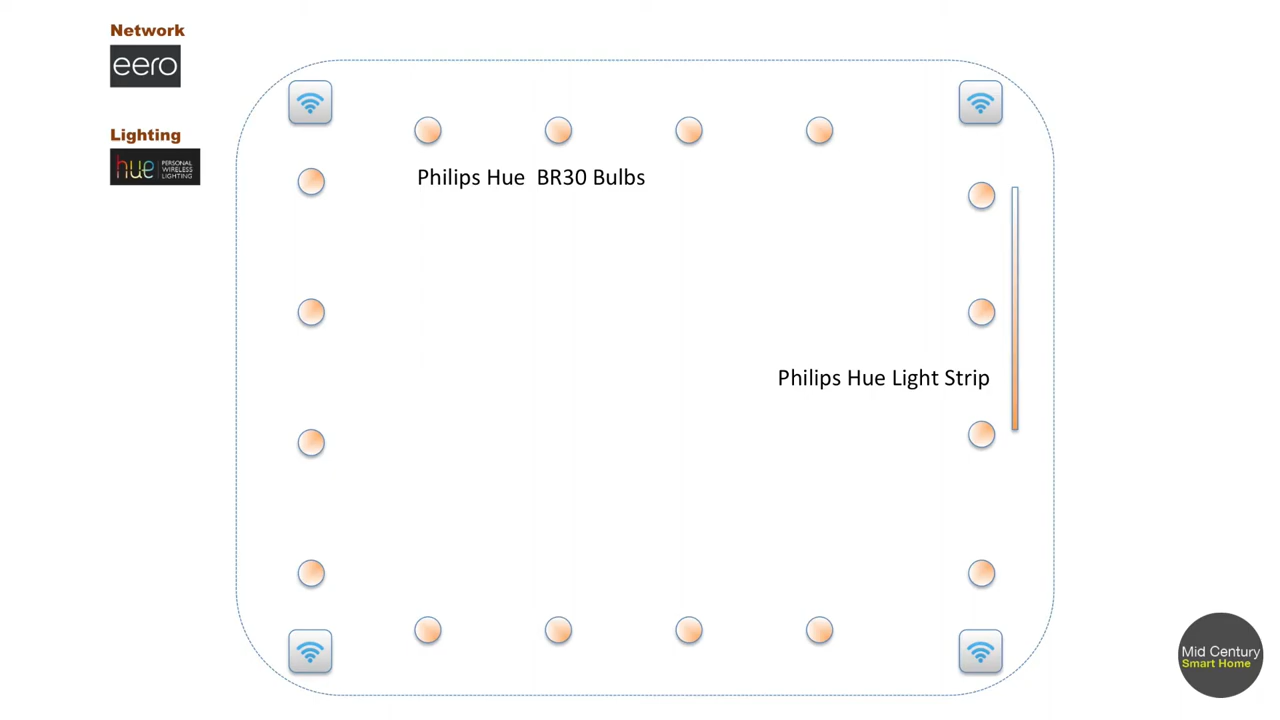 Network
eero
Lighting
hue PERSONAL
WIRELESS
LIGHTING
Philips Hue  BR30 Bulbs
Philips Hue Light Strip
Mid Century
Smart Home